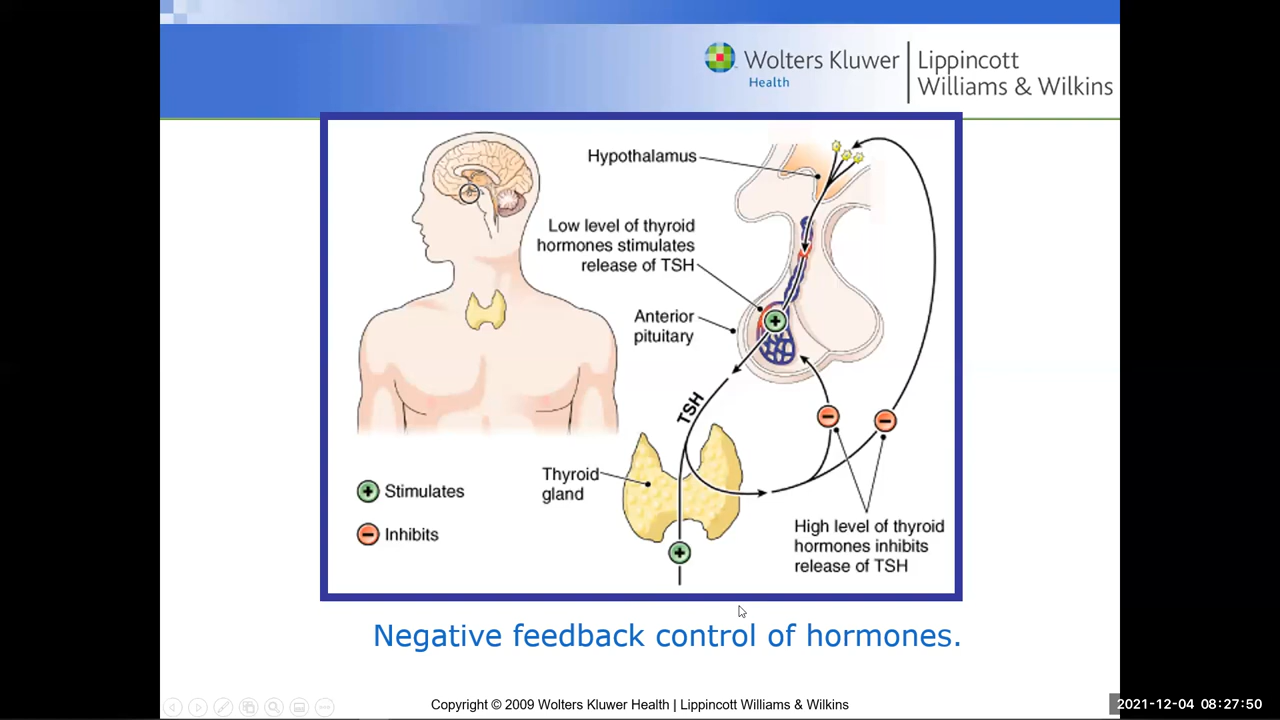 Wolters Kluwer
Health
Lippincott
Williams & Wilkins
Hypothalamus
Low level of thyroid
hormones stimulates
release of TSH
Anterior
pituitary
TSH
Thyroid
gland
Stimulates
Inhibits
High level of thyroid
hormones inhibits
release of TSH
Negative feedback control of hormones.
Copyright © 2009 Wolters Kluwer Health | Lippincott Williams & Wilkins
2021-12-04 08:27:50